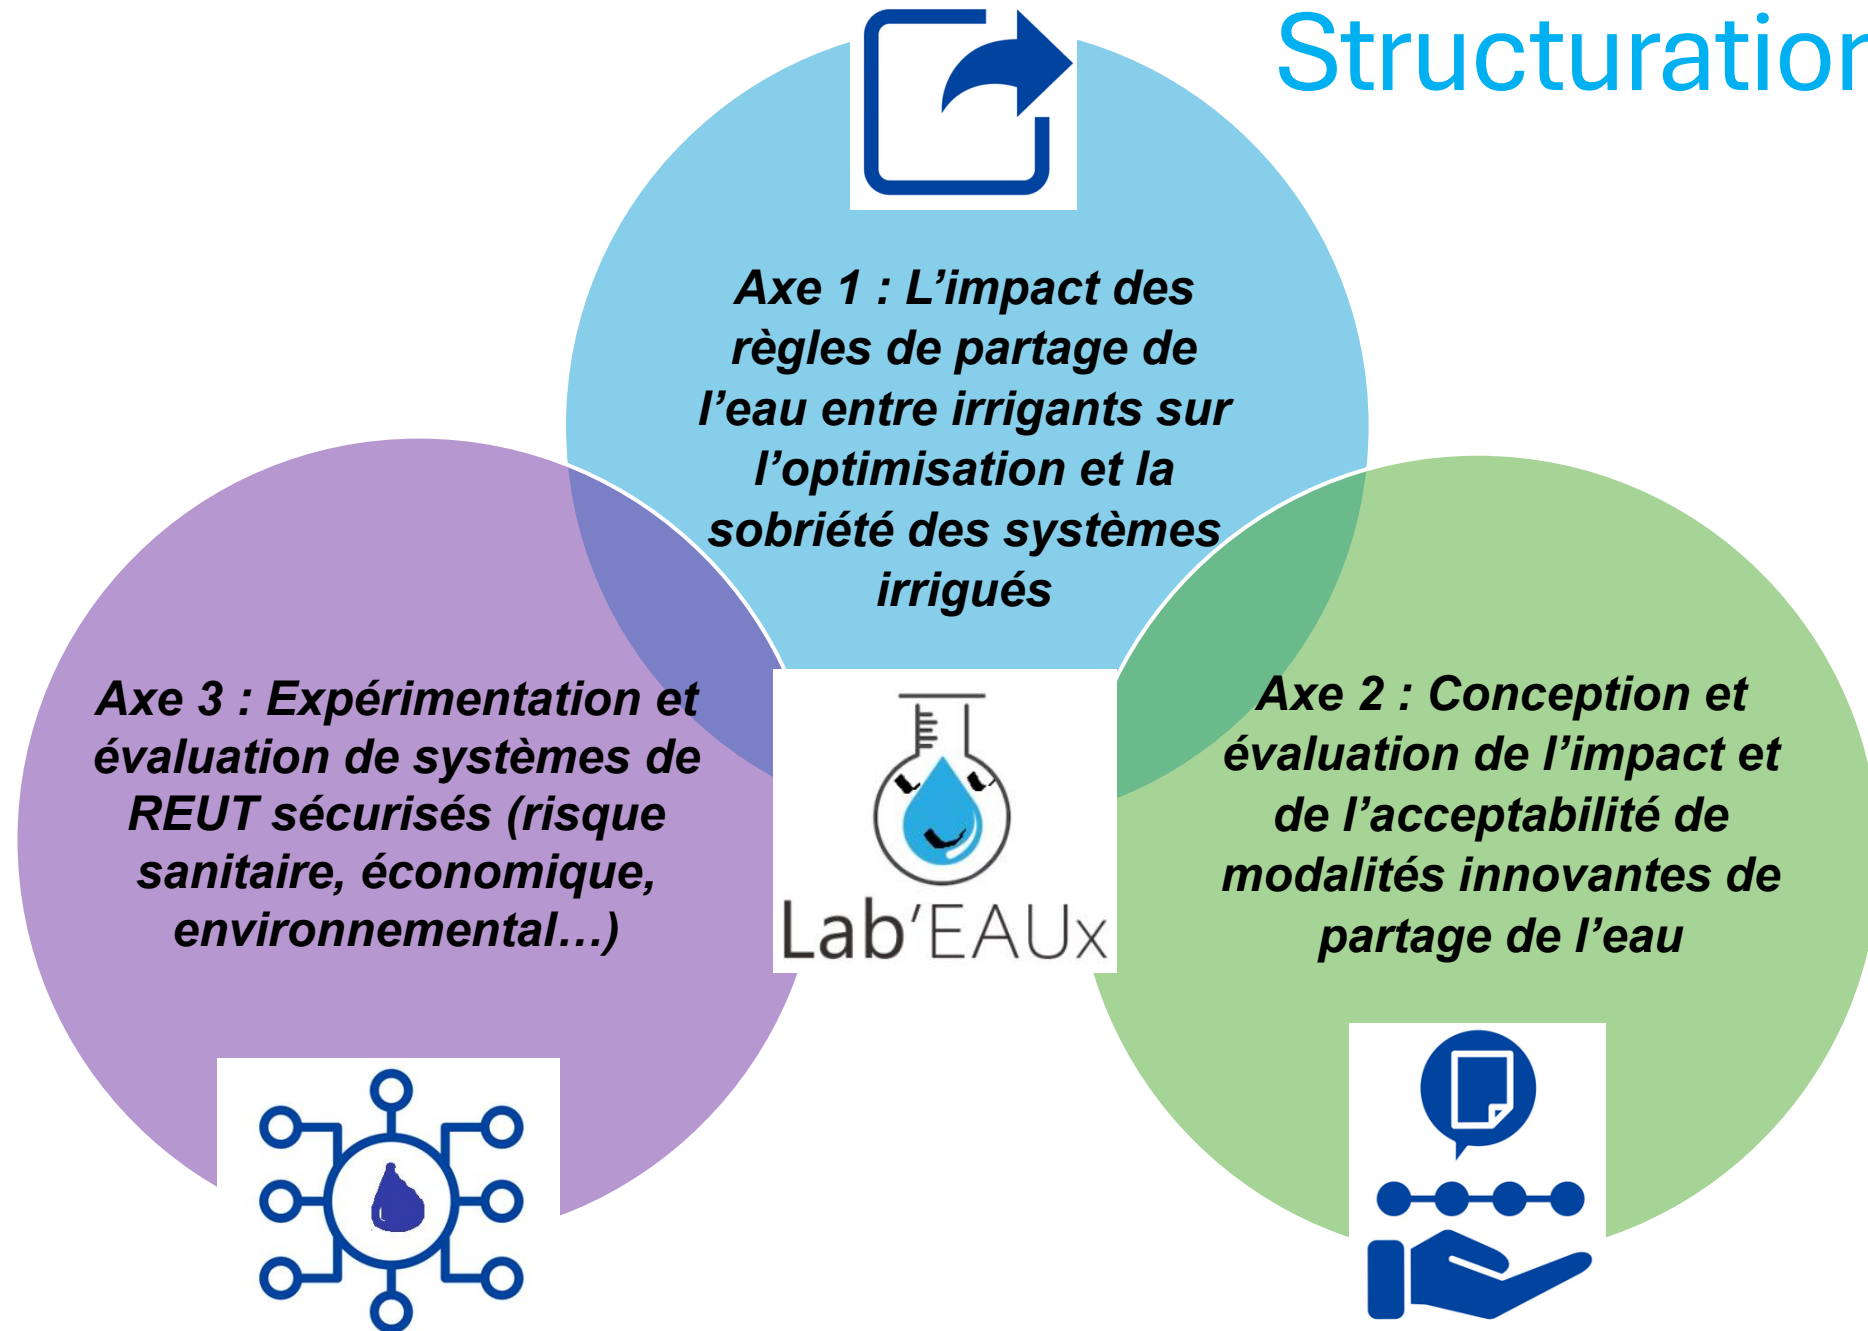 Structuration
Axe 1 : L’impact des
règles de partage de
l’eau entre irrigants sur
l’optimisation et la
sobriété des systèmes
irrigués
Axe 3 : Expérimentation et
évaluation de systèmes de
REUT sécurisés (risque
sanitaire, économique,
environnemental…)
Lab’EAUx
Axe 2 : Conception et
évaluation de l’impact et
de l’acceptabilité de
modalités innovantes de
partage de l’eau